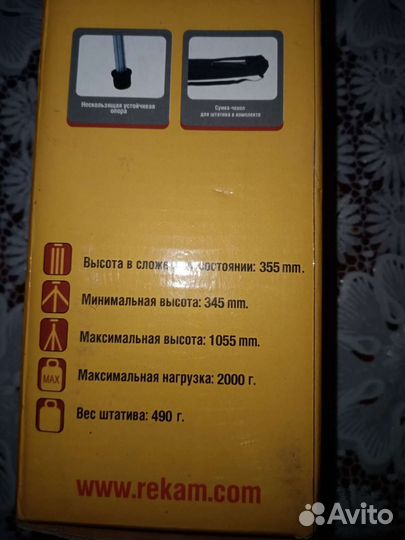 Нескользящая устойчивая
опора
Сумка-чехол
для штатива в комплекте
Высота в сложенном состоянии: 355 mm.
Минимальная высота: 345 mm.
Максимальная высота: 1055 mm.
MAX
Максимальная нагрузка: 2000 г.
Вес штатива: 490 г.
www.rekam.com
Avito